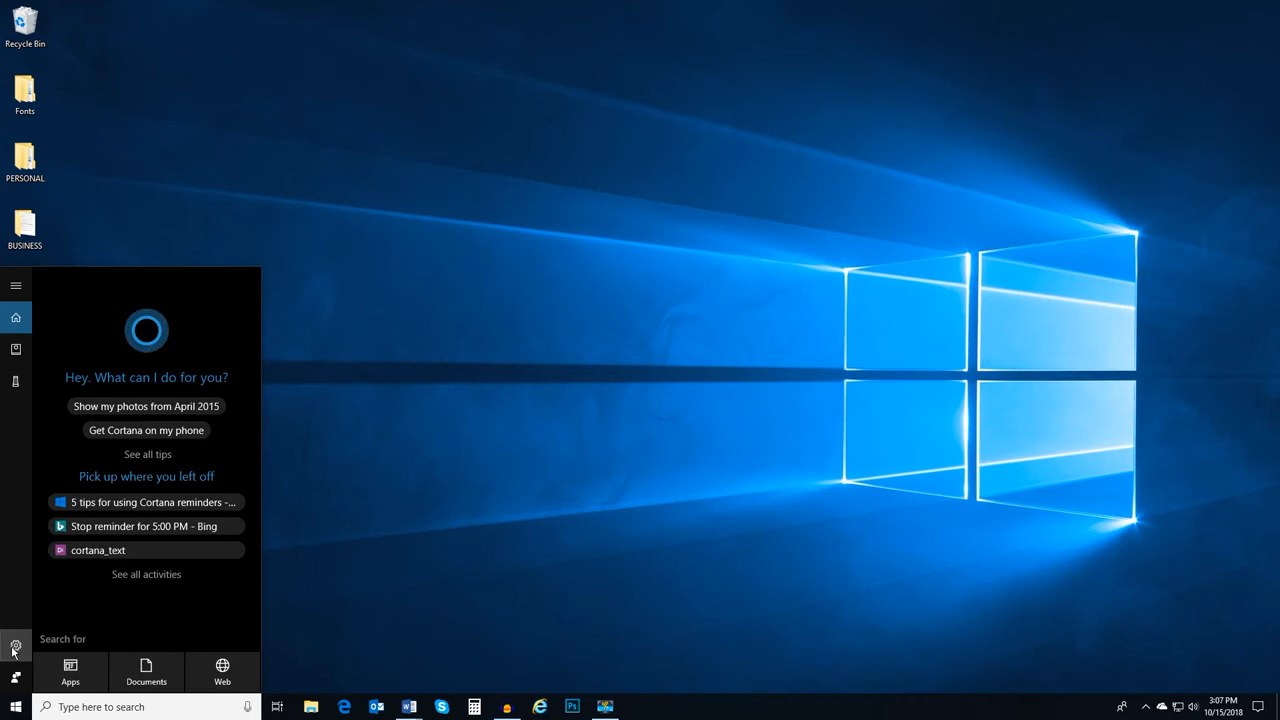 Recycle Bin
Fonts
PERSONAL
BUSINESS
Hey. What can I do for you?
Show my photos from April 2015
Get Cortana on my phone
See all tips
Pick up where you left off
5 tips for using Cortana reminders -...
Stop reminder for 5:00 PM - Bing
cortana_text
See all activities
Search for
Apps
Documents
Web
Type here to search
Ps
3:07 PM
10/15/2018